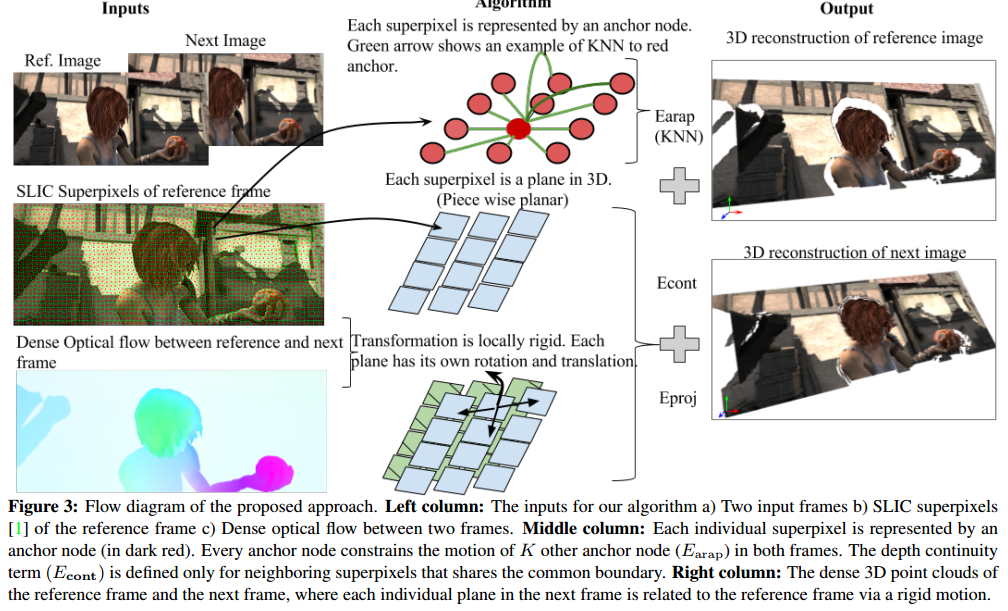 Inputs
Algorithm
Output
Next Image
Ref. Image
Each superpixel is represented by an anchor node.
Green arrow shows an example of KNN to red
anchor.
3D reconstruction of reference image
Earap
(KNN)
SLIC Superpixels of reference frame
Each superpixel is a plane in 3D.
(Piece wise planar)
3D reconstruction of next image
Econt
Dense Optical flow between reference and next
frame
Transformation is locally rigid. Each
plane has its own rotation and translation.
Eproj
Figure 3: Flow diagram of the proposed approach. Left column: The inputs for our algorithm a) Two input frames b) SLIC superpixels
[1] of the reference frame c) Dense optical flow between two frames. Middle column: Each individual superpixel is represented by an
anchor node (in dark red). Every anchor node constrains the motion of K other anchor node (Earap) in both frames. The depth continuity
term (Econt) is defined only for neighboring superpixels that shares the common boundary. Right column: The dense 3D point clouds of
the reference frame and the next frame, where each individual plane in the next frame is related to the reference frame via a rigid motion.